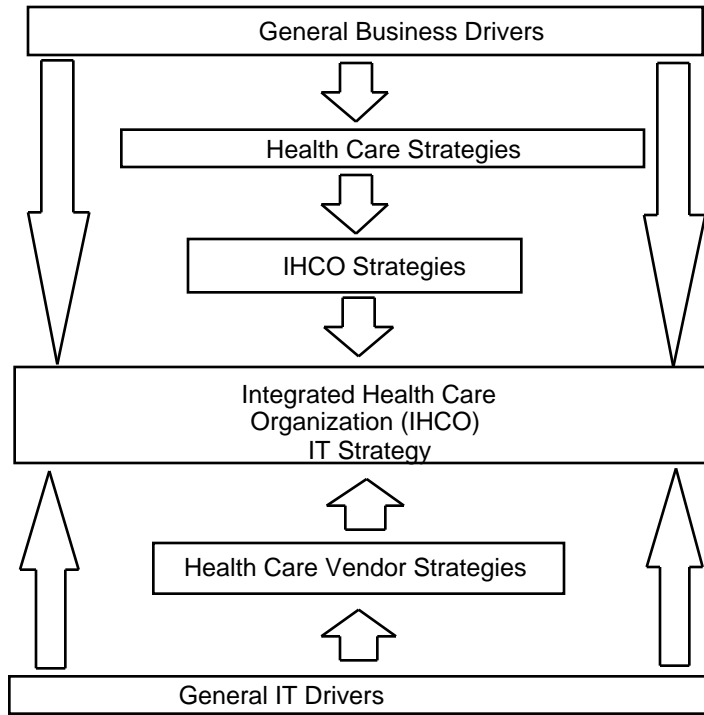 General Business Drivers
Health Care Strategies
IHCO Strategies
Integrated Health Care
Organization (IHCO)
IT Strategy
Health Care Vendor Strategies
General IT Drivers